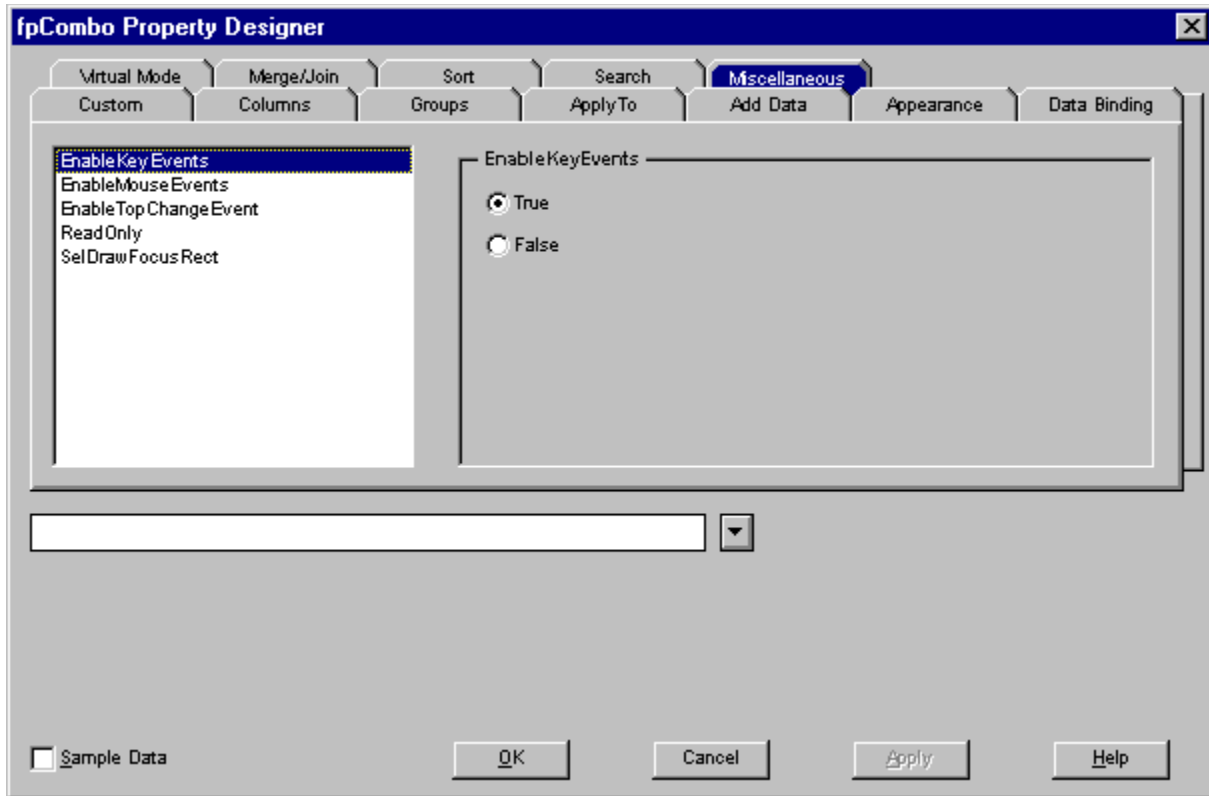 fpCombo Property Designer
Virtual Mode Merge/Join Sort Search Miscellaneous
Custom Columns Groups ApplyTo Add Data Appearance Data Binding
EnableKeyEvents
EnableMouseEvents
EnableTopChangeEvent
ReadOnly
SelDrawFocusRect
EnableKeyEvents
True
False
Sample Data
OK Cancel Apply Help